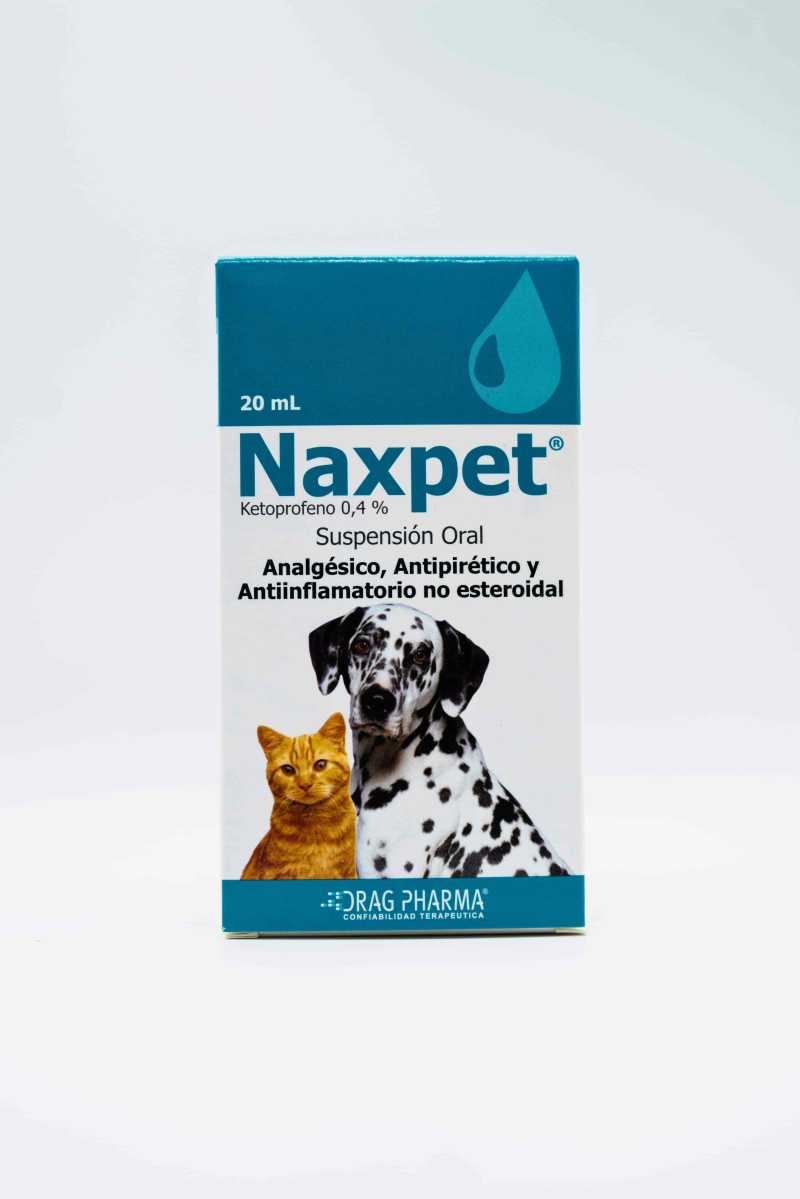 20 mL
Naxpet®
Ketoprofeno 0,4 %
Suspensión Oral
Analgésico, Antipirético y
Antiinflamatorio no esteroidal
DRAG PHARMA®
CONFIABILIDAD TERAPEUTICA